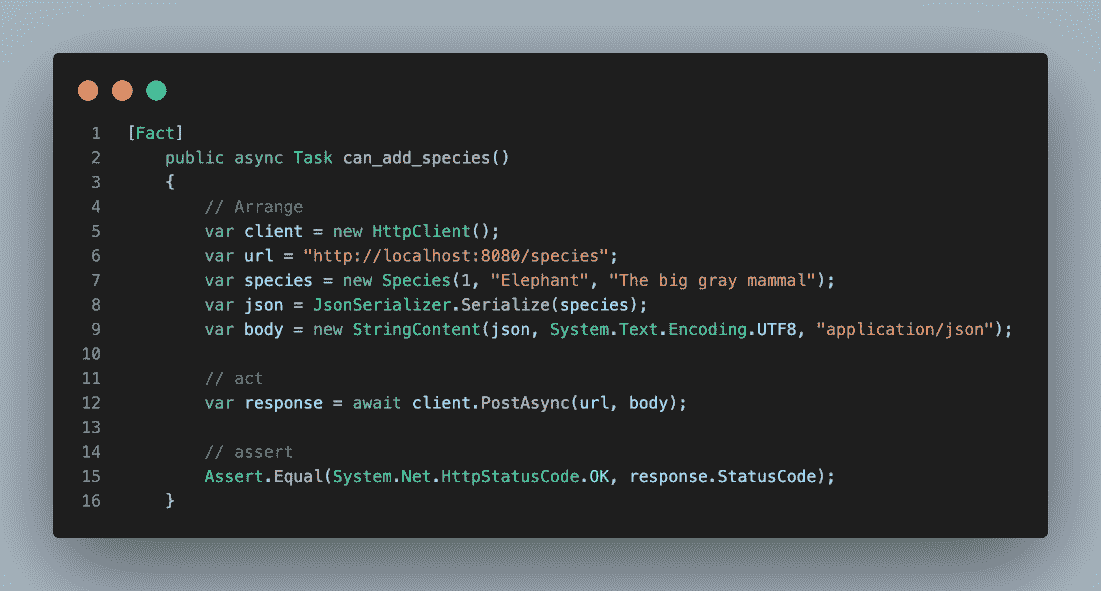 1 [Fact]
2 public async Task can_add_species()
3 {
4 // Arrange
5 var client = new HttpClient();
6 var url = "http://localhost:8080/species";
7 var species = new Species(1, "Elephant", "The big gray mammal");
8 var json = JsonSerializer.Serialize(species);
9 var body = new StringContent(json, System.Text.Encoding.UTF8, "application/json");
10
11 // act
12 var response = await client.PostAsync(url, body);
13
14 // assert
15 Assert.Equal(System.Net.HttpStatusCode.OK, response.StatusCode);
16 }